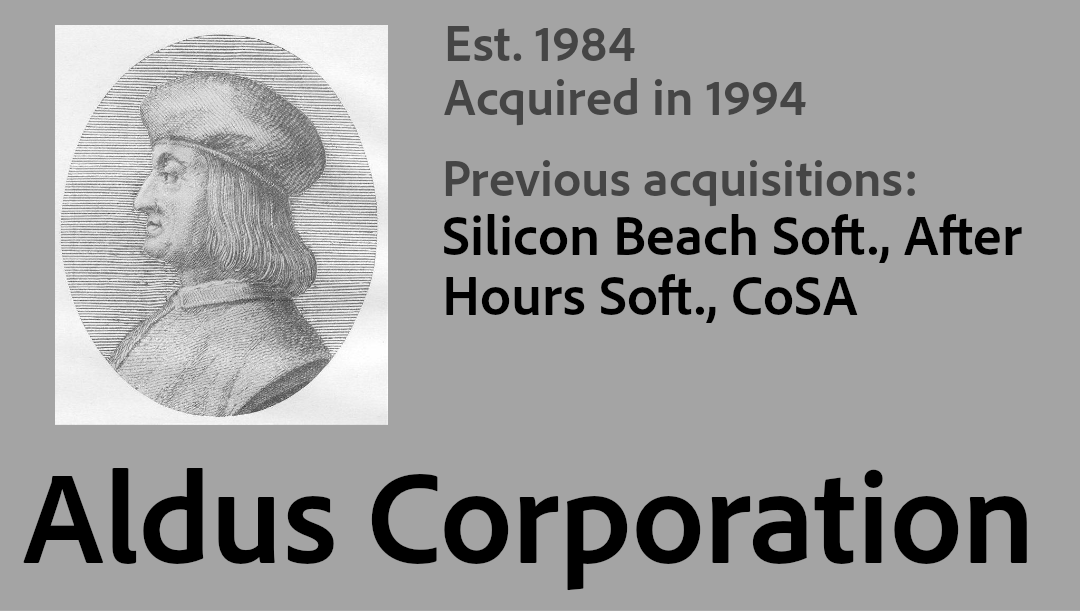 Est. 1984
Acquired in 1994
Previous acquisitions:
Silicon Beach Soft., After
Hours Soft., CoSA
Aldus Corporation